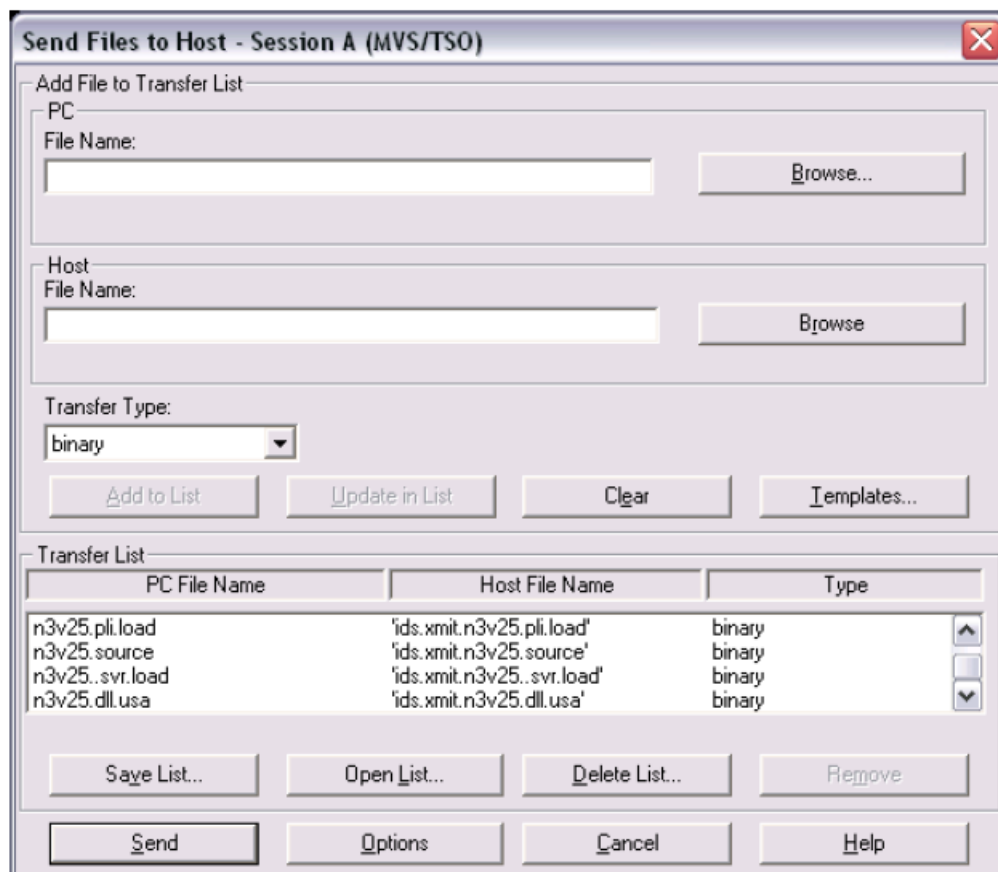 Send Files to Host - Session A (MVS/TSO)
Add File to Transfer List
PC
File Name:
Browse...
Host
File Name:
Browse
Transfer Type:
binary
Add to List Update in List Clear Templates...
Transfer List
PC File Name Host File Name Type
n3v25.pli.load 'ids.xmit.n3v25.pli.load' binary
n3v25.source 'ids.xmit.n3v25.source' binary
n3v25..svr.load 'ids.xmit.n3v25..svr.load' binary
n3v25.dll.usa 'ids.xmit.n3v25.dll.usa' binary
Save List... Open List... Delete List... Remove
Send Options Cancel Help